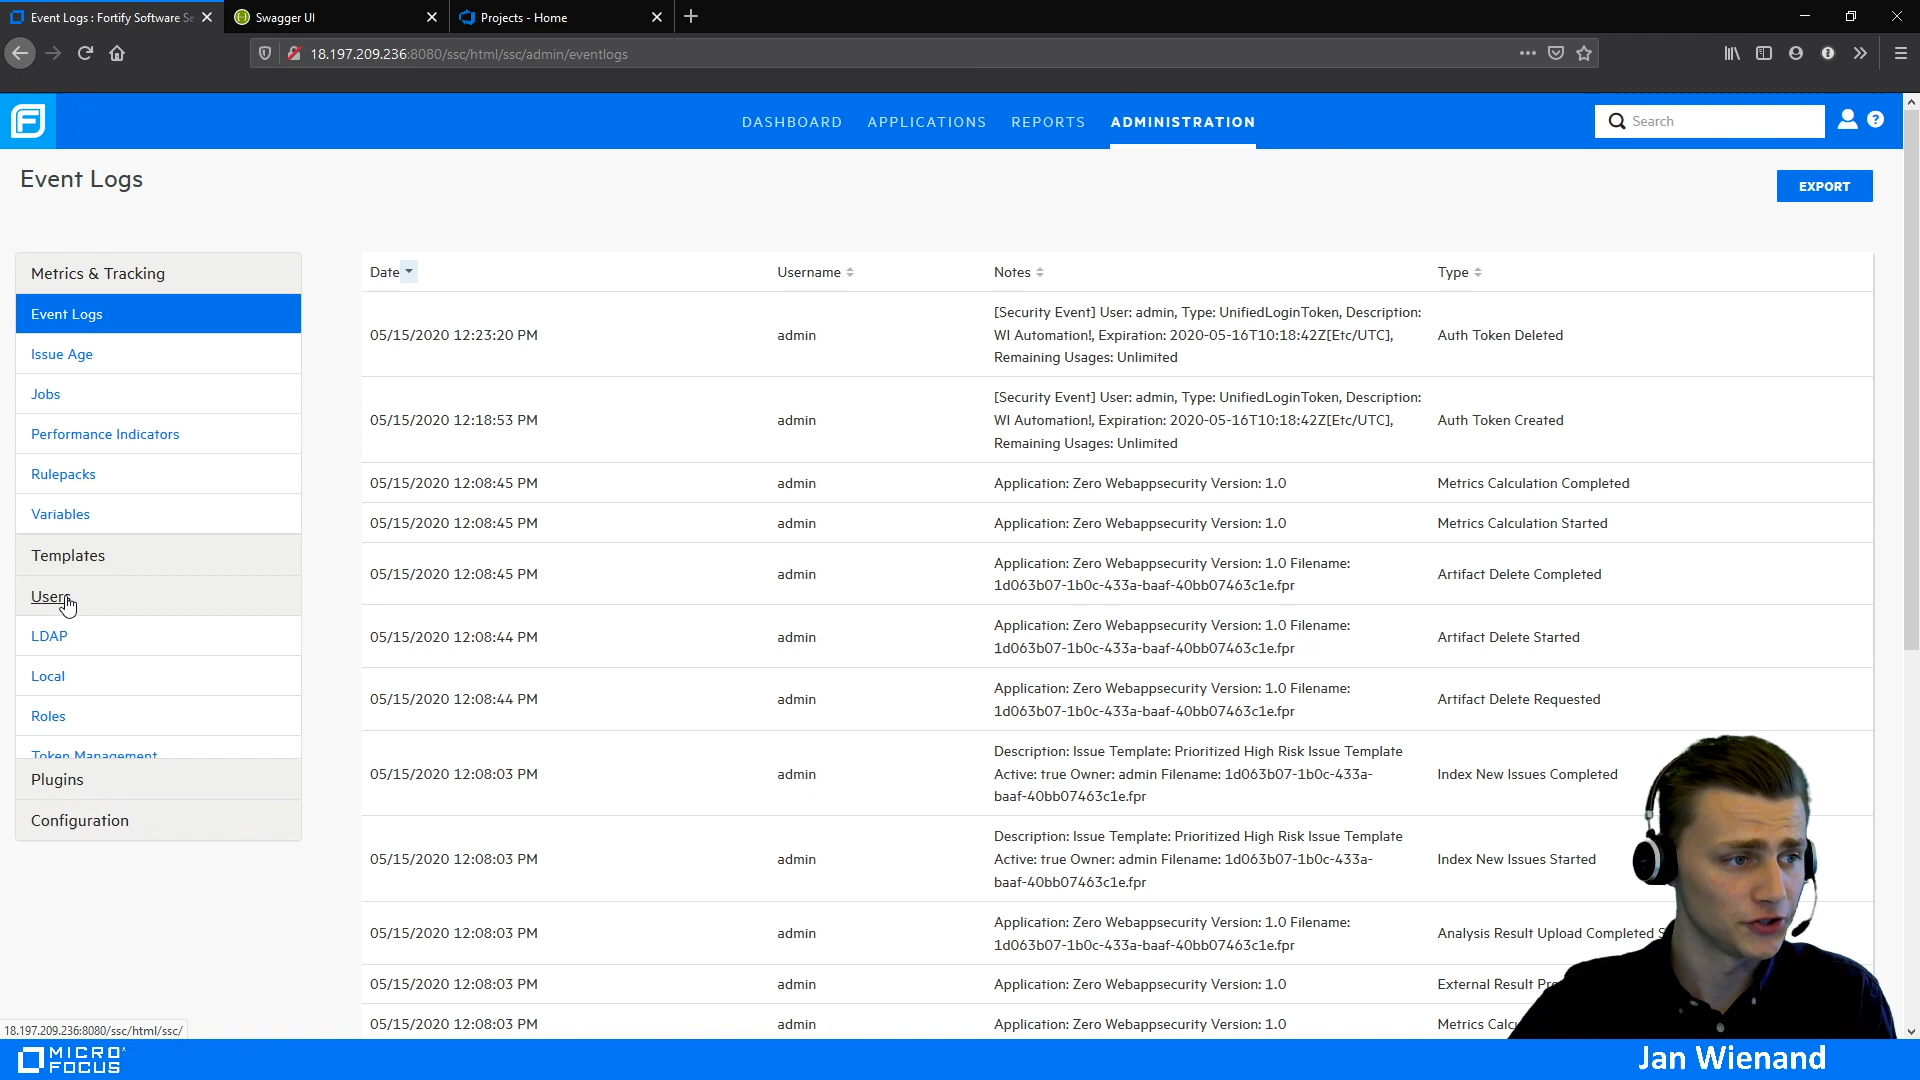 Event Logs : Fortify Software Se
Swagger UI
Projects - Home
18.197.209.236:8080/ssc/html/ssc/admin/eventlogs
DASHBOARD
APPLICATIONS
REPORTS
ADMINISTRATION
Search
Event Logs
EXPORT
Metrics & Tracking
Event Logs
Issue Age
Jobs
Performance Indicators
Rulepacks
Variables
Templates
Users
LDAP
Local
Roles
Token Management
Plugins
Configuration
Date Username Notes Type
05/15/2020 12:23:20 PM admin [Security Event] User: admin, Type: UnifiedLoginToken, Description:
WI Automation!, Expiration: 2020-05-16T10:18:42Z[Etc/UTC],
Remaining Usages: Unlimited
Auth Token Deleted
05/15/2020 12:18:53 PM admin [Security Event] User: admin, Type: UnifiedLoginToken, Description:
WI Automation!, Expiration: 2020-05-16T10:18:42Z[Etc/UTC],
Remaining Usages: Unlimited
Auth Token Created
05/15/2020 12:08:45 PM admin Application: Zero Webappsecurity Version: 1.0 Metrics Calculation Completed
05/15/2020 12:08:45 PM admin Application: Zero Webappsecurity Version: 1.0 Metrics Calculation Started
05/15/2020 12:08:45 PM admin Application: Zero Webappsecurity Version: 1.0 Filename:
1d063b07-1b0c-433a-baaf-40bb07463c1e.fpr
Artifact Delete Completed
05/15/2020 12:08:44 PM admin Application: Zero Webappsecurity Version: 1.0 Filename:
1d063b07-1b0c-433a-baaf-40bb07463c1e.fpr
Artifact Delete Started
05/15/2020 12:08:44 PM admin Application: Zero Webappsecurity Version: 1.0 Filename:
1d063b07-1b0c-433a-baaf-40bb07463c1e.fpr
Artifact Delete Requested
05/15/2020 12:08:03 PM admin Description: Issue Template: Prioritized High Risk Issue Template
Active: true Owner: admin Filename: 1d063b07-1b0c-433a-
baaf-40bb07463c1e.fpr
Index New Issues Completed
05/15/2020 12:08:03 PM admin Description: Issue Template: Prioritized High Risk Issue Template
Active: true Owner: admin Filename: 1d063b07-1b0c-433a-
baaf-40bb07463c1e.fpr
Index New Issues Started
05/15/2020 12:08:03 PM admin Application: Zero Webappsecurity Version: 1.0 Filename:
1d063b07-1b0c-433a-baaf-40bb07463c1e.fpr
Analysis Result Upload Completed S
05/15/2020 12:08:03 PM admin Application: Zero Webappsecurity Version: 1.0 External Result Pr
05/15/2020 12:08:03 PM admin Application: Zero Webappsecurity Version: 1.0 Metrics Calc
18.197.209.236:8080/ssc/html/ssc/
MICRO
FOCUS
Jan Wienand